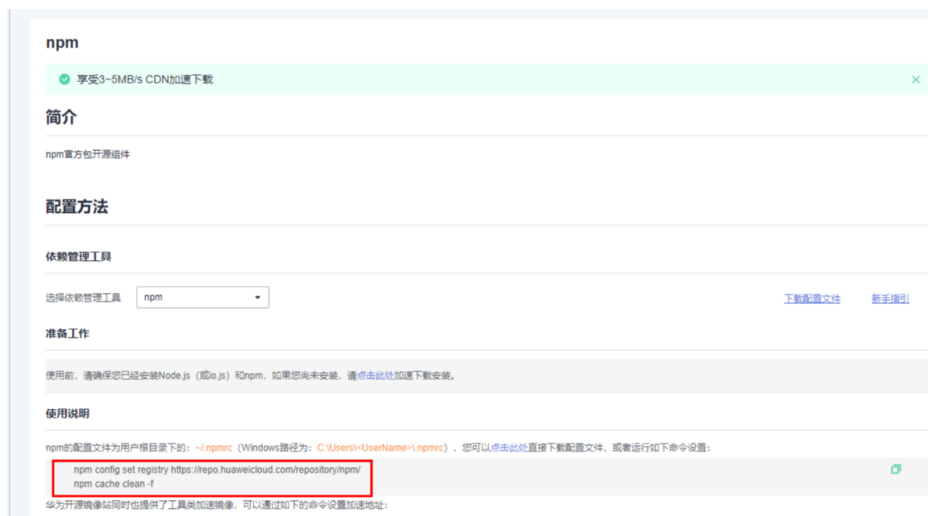 npm
享受3~5MB/s CDN加速下载
简介
npm官方包开源组件
配置方法
依赖管理工具
选择依赖管理工具 npm 下载配置文件 新手指引
准备工作
使用前，请确保您已经安装Node.js（或io.js）和npm，如果您尚未安装，请点击此处加速下载安装。
使用说明
npm的配置文件为用户根目录下的：~/.npmrc（Windows路径为：C:\Users\<UserName>\.npmrc），您可以点击此处直接下载配置文件，或者运行如下命令设置：
npm config set registry https://repo.huaweicloud.com/repository/npm/
npm cache clean -f
华为开源镜像站同时也提供了工具类加速镜像，可以通过如下的命令设置加速地址：